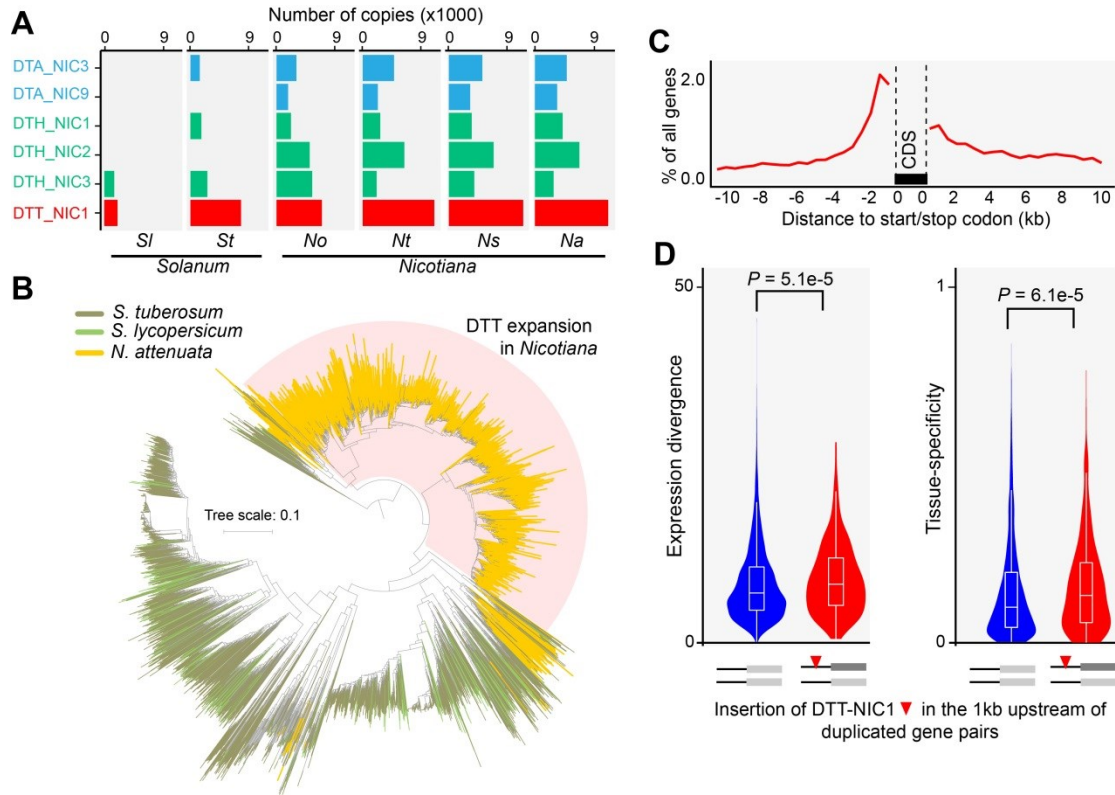 A
Number of copies (x1000)
0 9 0 9 0 9 0 9 0 9 0 9
DTA_NIC3
DTA_NIC9
DTH_NIC1
DTH_NIC2
DTH_NIC3
DTT_NIC1
Sl St No Nt Ns Na
Solanum Nicotiana
B
S. tuberosum
S. lycopersicum
N. attenuata
DTT expansion
in Nicotiana
Tree scale: 0.1
C
% of all genes
2.0
0.0
CDS
-10 -8 -6 -4 -2 0 0 2 4 6 8 10
Distance to start/stop codon (kb)
D
Expression divergence
50
0
P = 5.1e-5
Tissue-specificity
1
0
P = 6.1e-5
Insertion of DTT-NIC1 in the 1kb upstream of
duplicated gene pairs